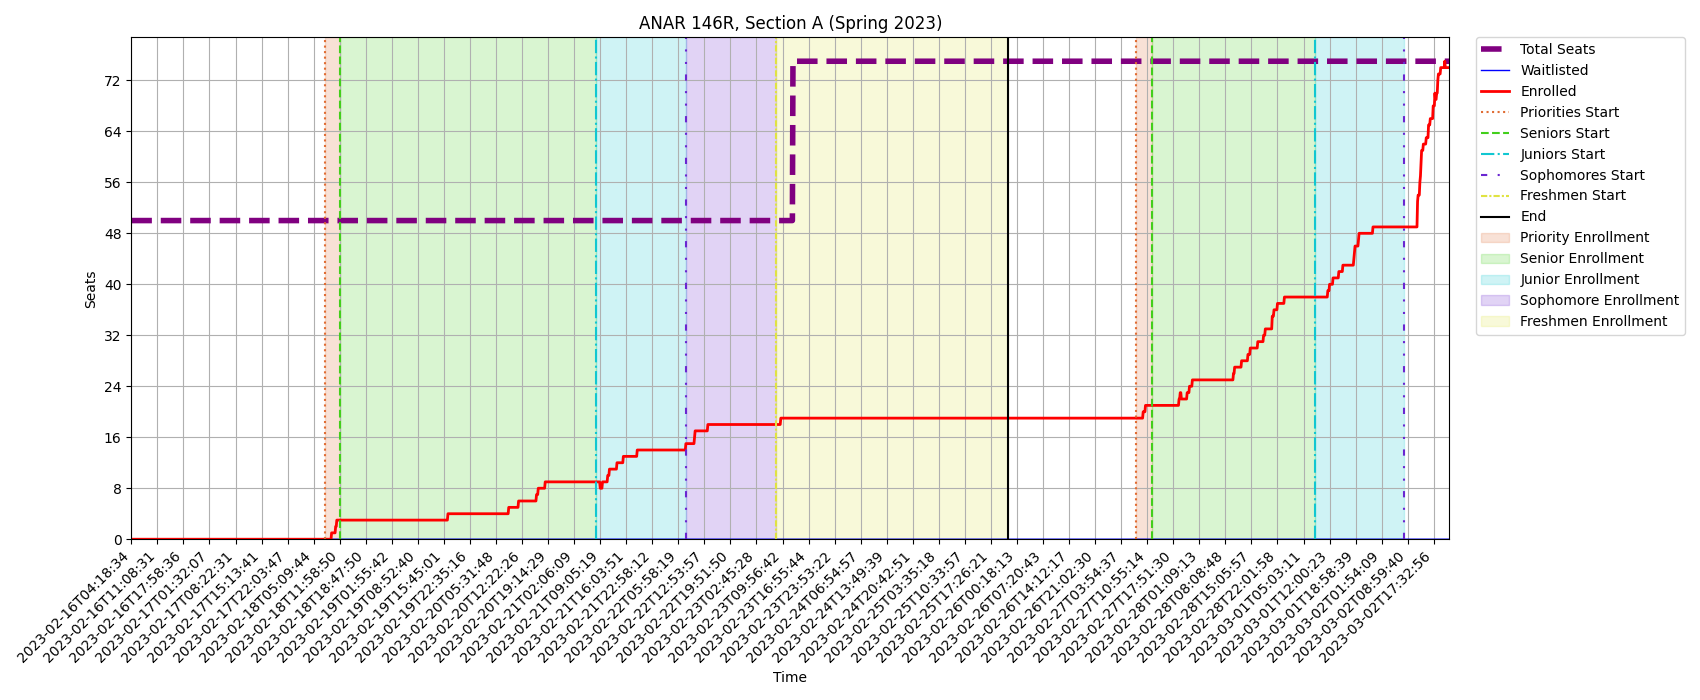 ANAR 146R, Section A (Spring 2023)
Total Seats
Waitlisted
Enrolled
Priorities Start
Seniors Start
Juniors Start
Sophomores Start
Freshmen Start
End
Priority Enrollment
Senior Enrollment
Junior Enrollment
Sophomore Enrollment
Freshmen Enrollment
Seats
72
64
56
48
40
32
24
16
8
0
2023-02-16T04:18:34
2023-02-16T11:08:31
2023-02-16T17:58:36
2023-02-17T01:32:07
2023-02-17T08:22:31
2023-02-17T15:13:41
2023-02-17T22:03:47
2023-02-18T05:09:44
2023-02-18T11:58:50
2023-02-18T18:47:50
2023-02-19T01:55:42
2023-02-19T08:52:40
2023-02-19T15:45:01
2023-02-19T22:35:16
2023-02-20T05:31:48
2023-02-20T12:22:26
2023-02-20T19:14:29
2023-02-21T02:06:09
2023-02-21T09:05:19
2023-02-21T16:03:51
2023-02-21T22:58:12
2023-02-22T05:58:19
2023-02-22T12:53:57
2023-02-22T19:51:50
2023-02-23T02:45:28
2023-02-23T09:56:42
2023-02-23T16:55:44
2023-02-23T23:53:22
2023-02-24T06:54:57
2023-02-24T13:49:39
2023-02-24T20:42:51
2023-02-25T03:35:18
2023-02-25T10:33:57
2023-02-25T17:26:21
2023-02-26T00:18:13
2023-02-26T07:20:43
2023-02-26T14:12:17
2023-02-26T21:02:30
2023-02-27T03:54:37
2023-02-27T10:55:14
2023-02-27T17:51:30
2023-02-28T01:09:13
2023-02-28T08:08:48
2023-02-28T15:05:57
2023-02-28T22:01:58
2023-03-01T05:03:11
2023-03-01T12:00:23
2023-03-01T18:58:39
2023-03-02T01:54:09
2023-03-02T08:59:40
2023-03-02T17:32:56
Time